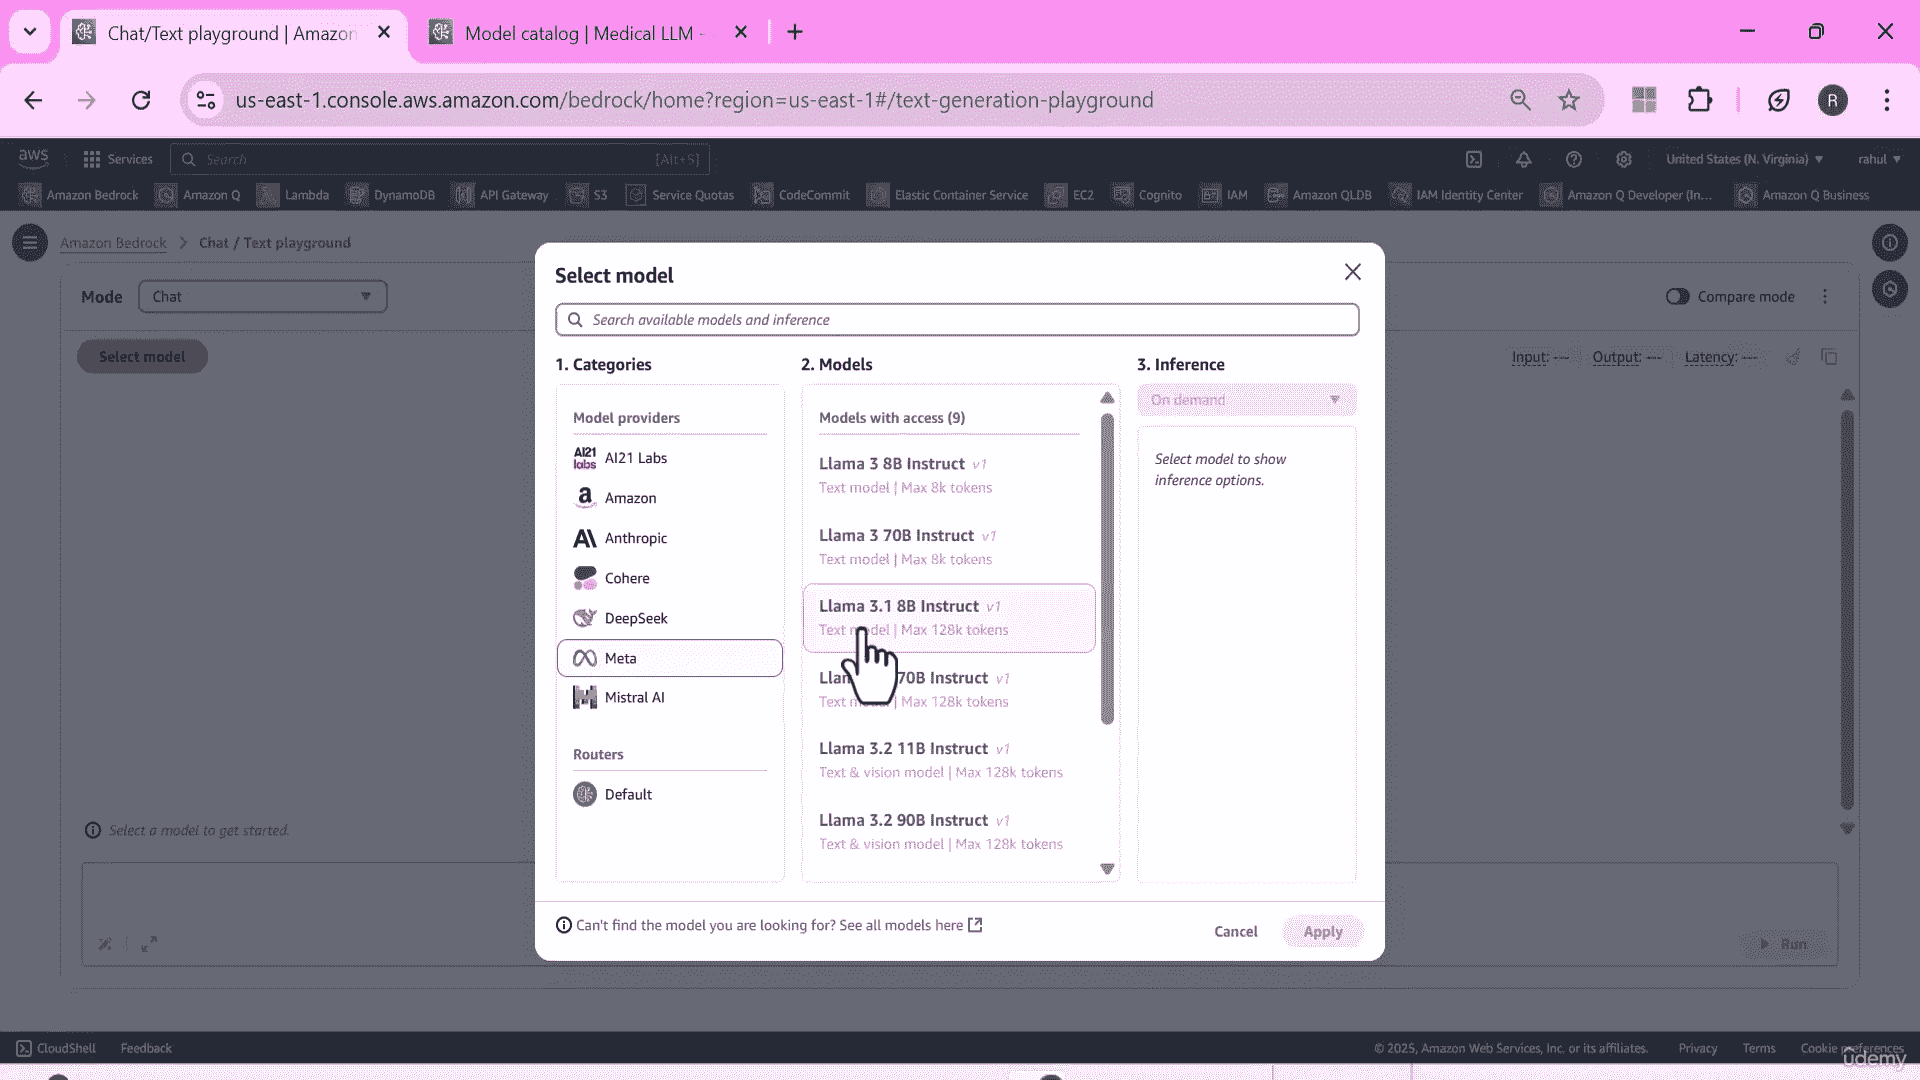 Chat/Text playground | Amazon
Model catalog | Medical LLM -
us-east-1.console.aws.amazon.com/bedrock/home?region=us-east-1#/text-generation-playground
R
aws
Services
Search
[Alt+S]
United States (N. Virginia)
rahul
Amazon Bedrock
Amazon Q
Lambda
DynamoDB
API Gateway
S3
Service Quotas
CodeCommit
Elastic Container Service
EC2
Cognito
IAM
Amazon QLDB
IAM Identity Center
Amazon Q Developer (In...
Amazon Q Business
Amazon Bedrock > Chat / Text playground
Mode
Chat
Compare mode
Select model
Input: ---
Output: ---
Latency: ---
Select a model to get started.
Run
Select model
Search available models and inference
1. Categories
Model providers
AI21 labs
AI21 Labs
Amazon
Anthropic
Cohere
DeepSeek
Meta
Mistral AI
Routers
Default
2. Models
Models with access (9)
Llama 3 8B Instruct v1
Text model | Max 8k tokens
Llama 3 70B Instruct v1
Text model | Max 8k tokens
Llama 3.1 8B Instruct v1
Text model | Max 128k tokens
70B Instruct v1
| Max 128k tokens
Llama 3.2 11B Instruct v1
Text & vision model | Max 128k tokens
Llama 3.2 90B Instruct v1
Text & vision model | Max 128k tokens
3. Inference
On demand
Select model to show
inference options.
Can't find the model you are looking for? See all models here
Cancel
Apply
CloudShell
Feedback
© 2025, Amazon Web Services, Inc. or its affiliates.
Privacy
Terms
Cookie preferences
udemy